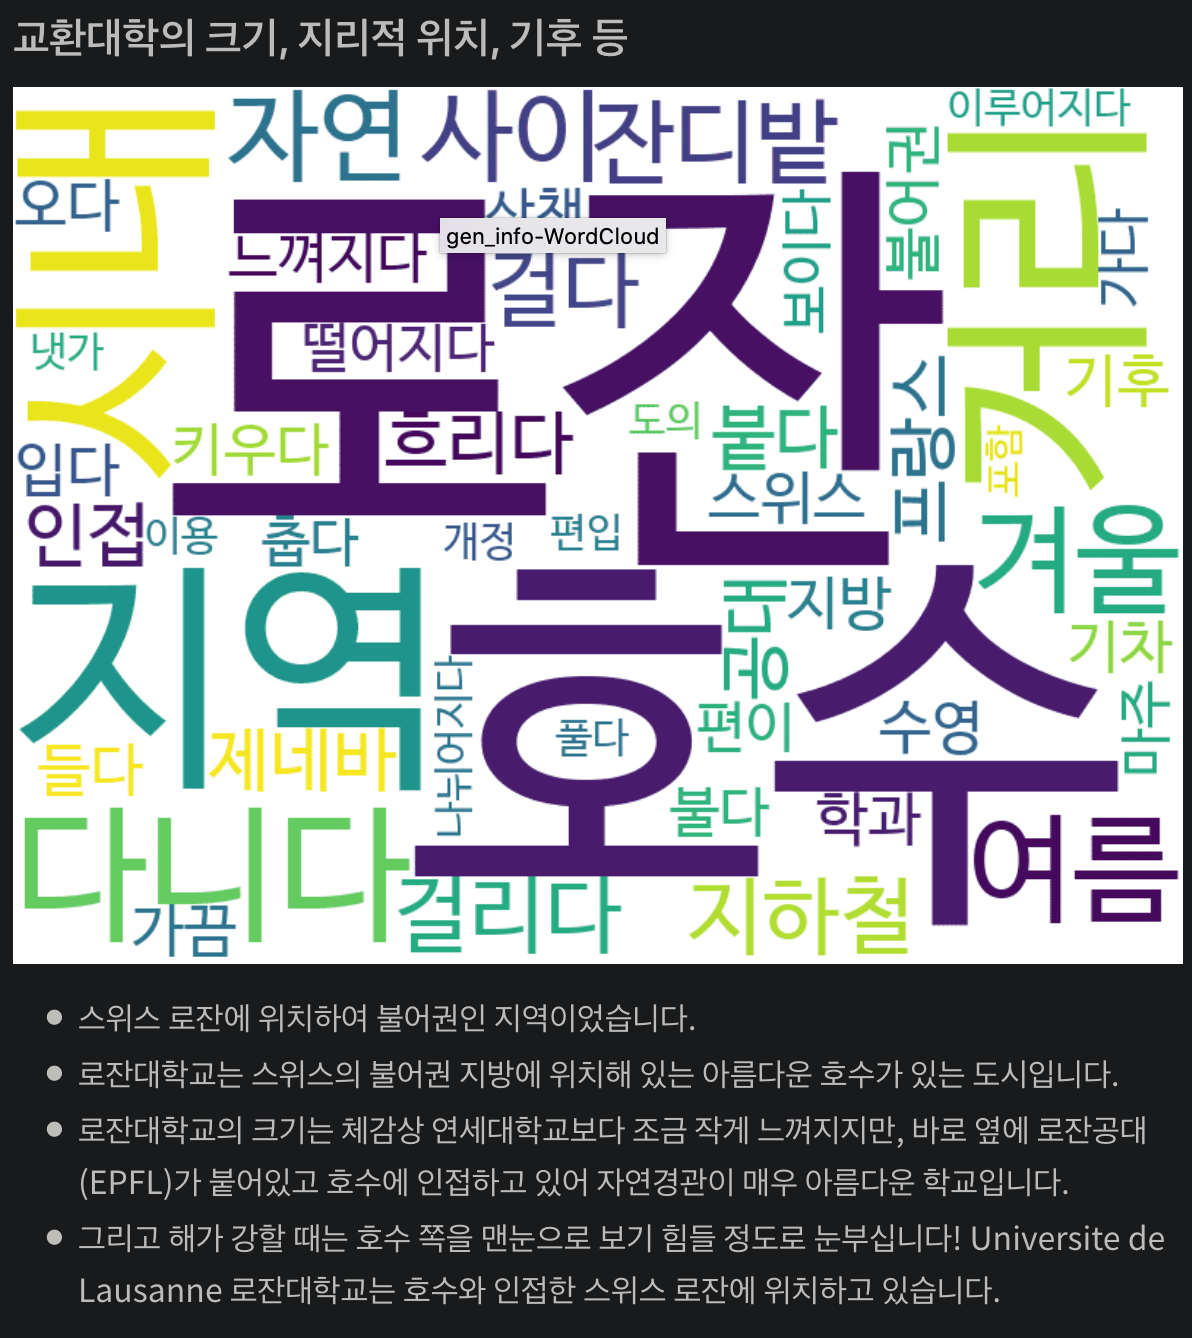 교환대학의 크기, 지리적 위치, 기후 등
시내
자연
사이
잔디밭
이루어지다
거리
오다
산책
로잔
gen_info-WordCloud
느껴지다
걷다
보이다
불어권
가다
냇가
떨어지다
기후
입다
키우다
흐리다
도의
붙다
프랑스
포함
인접
이용
춥다
개정
편입
스위스
겨울
지역
호수
공대
지방
기차
나뉘어지다
풀다
편이
수영
마주
들다
제네바
불다
학과
여름
다니다
가끔
걸리다
지하철
스위스 로잔에 위치하여 불어권인 지역이었습니다.
로잔대학교는 스위스의 불어권 지방에 위치해 있는 아름다운 호수가 있는 도시입니다.
로잔대학교의 크기는 체감상 연세대학교보다 조금 작게 느껴지지만, 바로 옆에 로잔공대
(EPFL)가 붙어있고 호수에 인접하고 있어 자연경관이 매우 아름다운 학교입니다.
그리고 해가 강할 때는 호수 쪽을 맨눈으로 보기 힘들 정도로 눈부십니다! Universite de
Lausanne 로잔대학교는 호수와 인접한 스위스 로잔에 위치하고 있습니다.